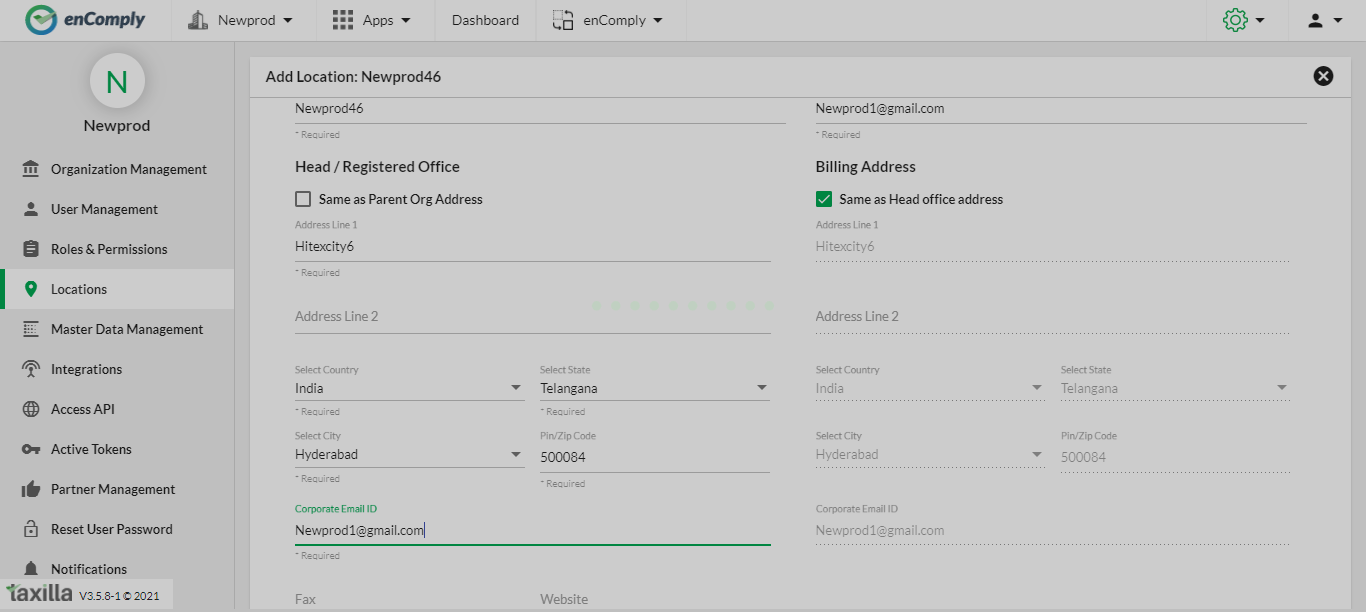 enComply
Newprod
Apps
Dashboard
enComply
N
Newprod
Organization Management
User Management
Roles & Permissions
Locations
Master Data Management
Integrations
Access API
Active Tokens
Partner Management
Reset User Password
Notifications
taxilla V3.5.8-1 © 2021
Add Location: Newprod46
Newprod46
* Required
Newprod1@gmail.com
* Required
Head / Registered Office
Same as Parent Org Address
Address Line 1
Hitexcity6
* Required
Address Line 2
Select Country
India
* Required
Select State
Telangana
* Required
Select City
Hyderabad
* Required
Pin/Zip Code
500084
* Required
Corporate Email ID
Newprod1@gmail.com
* Required
Fax
Website
Billing Address
Same as Head office address
Address Line 1
Hitexcity6
Address Line 2
Select Country
India
Select State
Telangana
Select City
Hyderabad
Pin/Zip Code
500084
Corporate Email ID
Newprod1@gmail.com